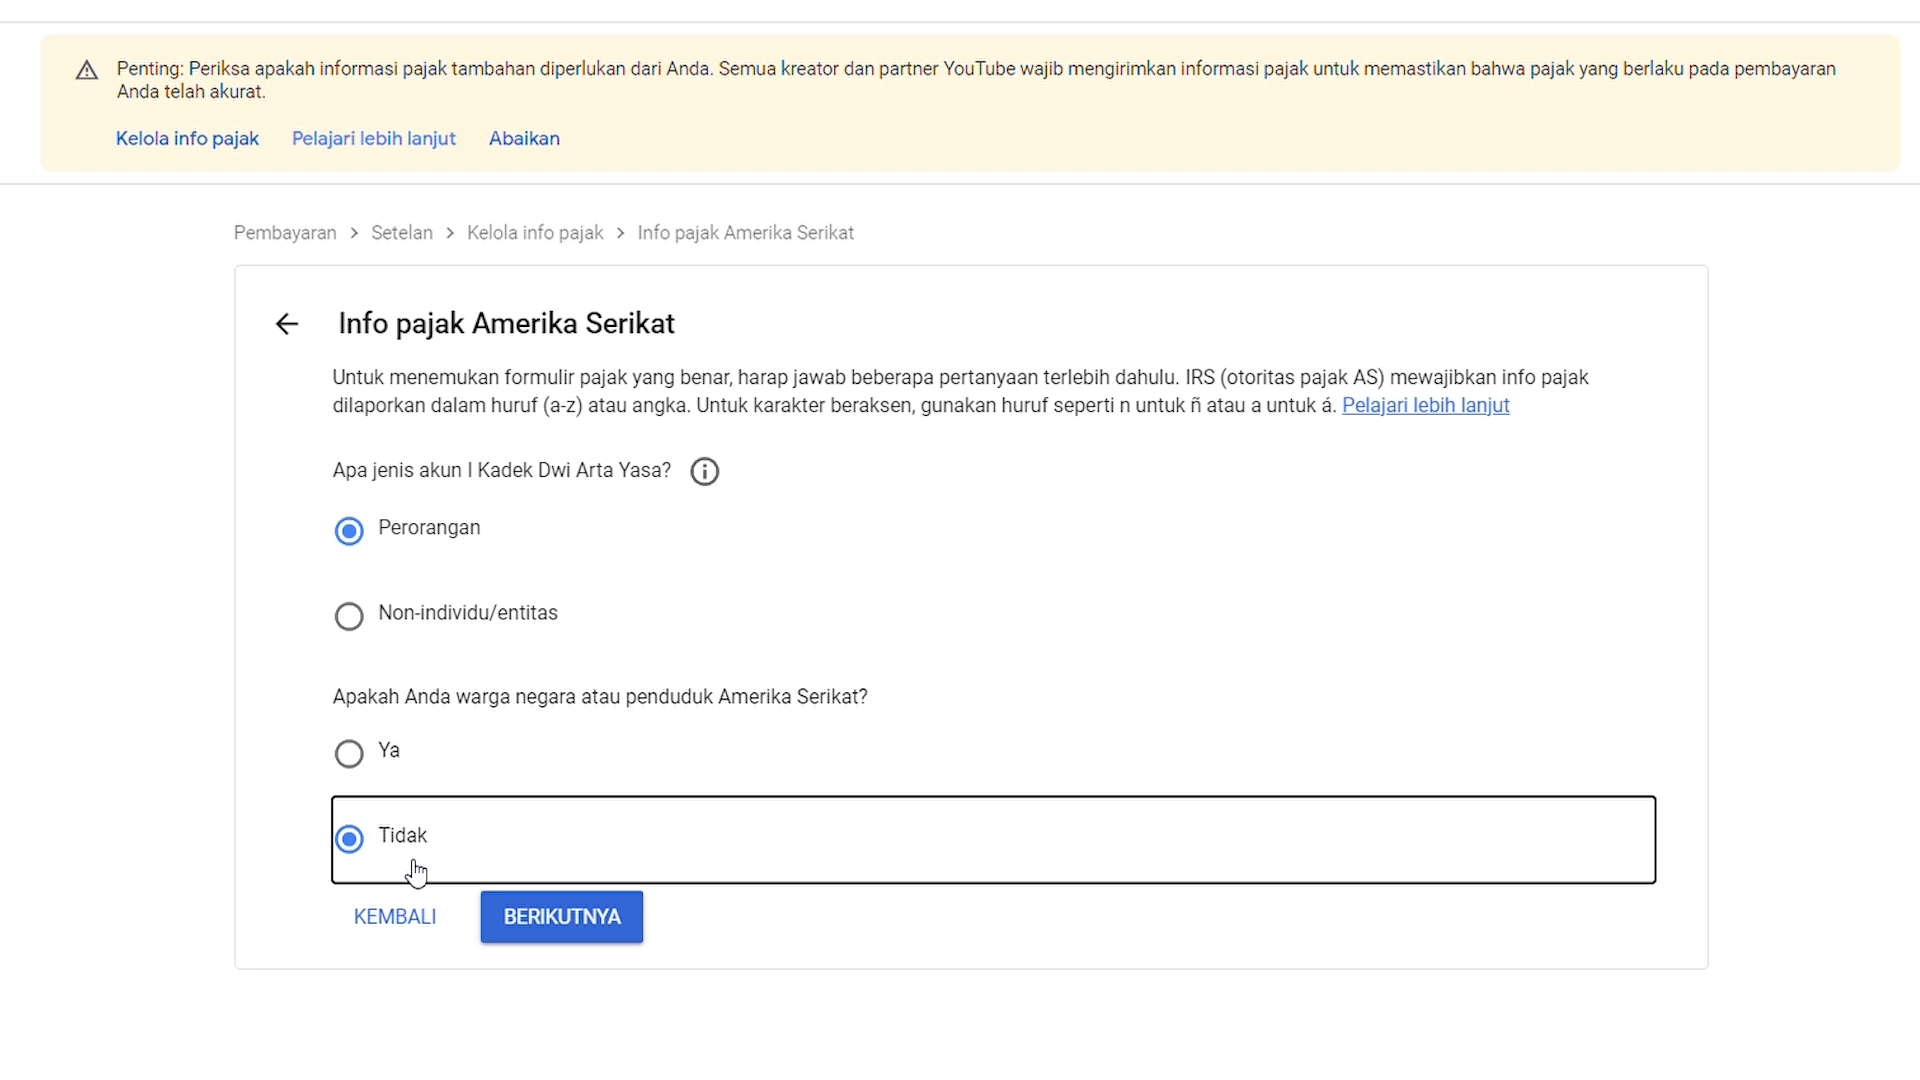 Penting: Periksa apakah informasi pajak tambahan diperlukan dari Anda. Semua kreator dan partner YouTube wajib mengirimkan informasi pajak untuk memastikan bahwa pajak yang berlaku pada pembayaran
Anda telah akurat.
Kelola info pajak Pelajari lebih lanjut Abaikan
Pembayaran > Setelan > Kelola info pajak > Info pajak Amerika Serikat
Info pajak Amerika Serikat
Untuk menemukan formulir pajak yang benar, harap jawab beberapa pertanyaan terlebih dahulu. IRS (otoritas pajak AS) mewajibkan info pajak
dilaporkan dalam huruf (a-z) atau angka. Untuk karakter beraksen, gunakan huruf seperti n untuk ñ atau a untuk á. Pelajari lebih lanjut
Apa jenis akun I Kadek Dwi Arta Yasa?
Perorangan
Non-individu/entitas
Apakah Anda warga negara atau penduduk Amerika Serikat?
Ya
Tidak
KEMBALI BERIKUTNYA